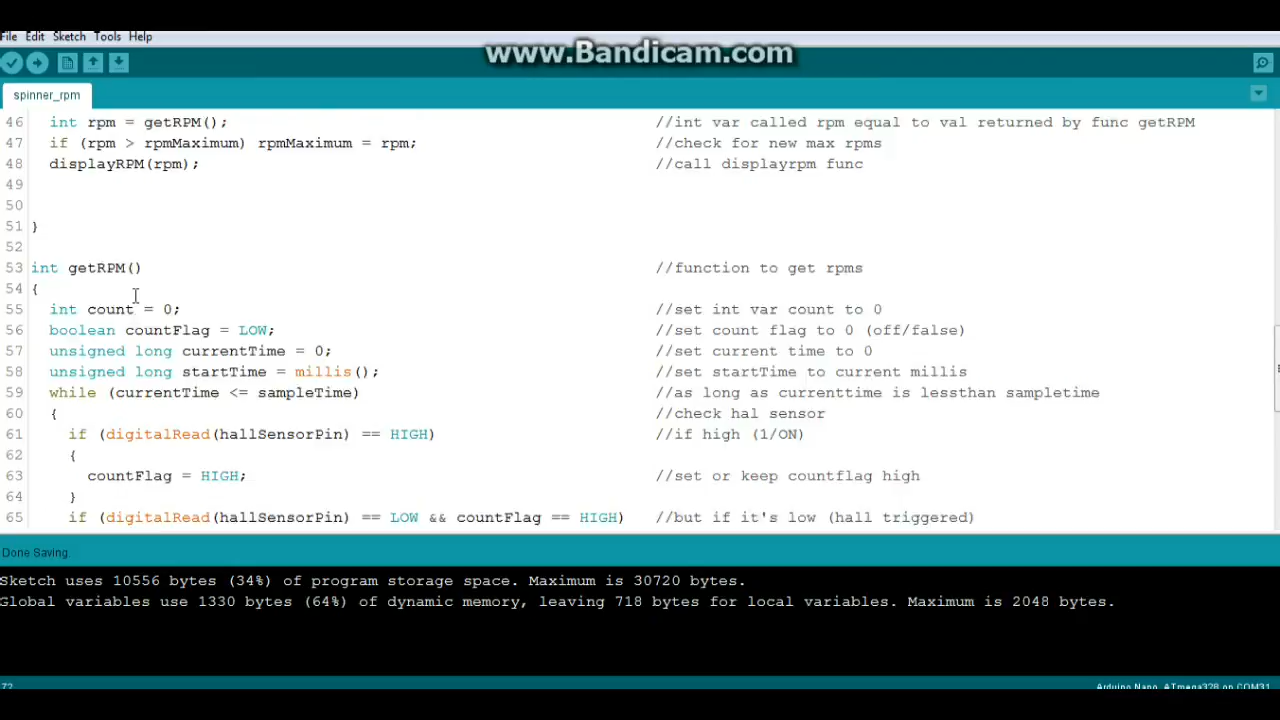 www.Bandicam.com
File Edit Sketch Tools Help
spinner_rpm
46 int rpm = getRPM(); //int var called rpm equal to val returned by func getRPM
47 if (rpm > rpmMaximum) rpmMaximum = rpm; //check for new max rpms
48 displayRPM(rpm); //call displayrpm func
49
50
51 }
52
53 int getRPM() //function to get rpms
54 {
55 int count = 0; //set int var count to 0
56 boolean countFlag = LOW; //set count flag to 0 (off/false)
57 unsigned long currentTime = 0; //set current time to 0
58 unsigned long startTime = millis(); //set startTime to current millis
59 while (currentTime <= sampleTime) //as long as currenttime is lessthan sampletime
60 { //check hal sensor
61 if (digitalRead(hallSensorPin) == HIGH) //if high (1/ON)
62 {
63 countFlag = HIGH; //set or keep countflag high
64 }
65 if (digitalRead(hallSensorPin) == LOW && countFlag == HIGH) //but if it's low (hall triggered)
Done Saving.
Sketch uses 10556 bytes (34%) of program storage space. Maximum is 30720 bytes.
Global variables use 1330 bytes (64%) of dynamic memory, leaving 718 bytes for local variables. Maximum is 2048 bytes.
72 Arduino Nano, ATmega328 on COM31